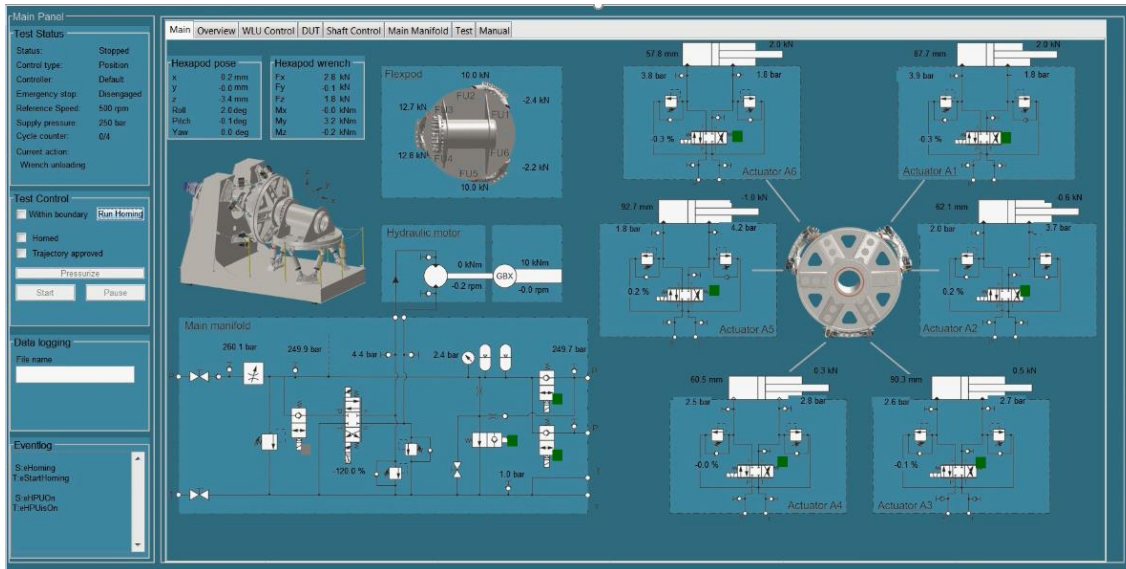 Main Panel
Test Status
Status: Stopped
Control type: Position
Controller: Default
Emergency stop: Disengaged
Reference Speed: 500 rpm
Supply pressure: 250 bar
Cycle counter: 0/4
Current action:
Wrench unloading
Test Control
Within boundary Run Homing
Homed
Trajectory approved
Pressurize
Start Pause
Data logging
File name
Eventlog
S:eHoming
T:eStartHoming
S:eHPUOn
T:eHPUisOn
Main Overview WLU Control DUT Shaft Control Main Manifold Test Manual
Hexapod pose
x 0.2 mm
y -0.0 mm
z -3.4 mm
Roll 2.0 deg
Pitch -0.1 deg
Yaw 0.0 deg
Hexapod wrench
Fx 2.8 kN
Fy -0.1 kN
Fz 1.8 kN
Mx -0.0 kNm
My 3.2 kNm
Mz -0.2 kNm
Flexpod
10.0 kN
FU2
-2.4 kN
12.7 kN
FU3
FU1
12.6 kN
FU4
FU6
-2.2 kN
FU5
10.0 kN
Hydraulic motor
0 kNm
-0.2 rpm
GBX
10 kNm
-0.0 rpm
Main manifold
260.1 bar
249.9 bar
4.4 bar
2.4 bar
249.7 bar
-120.0 %
1.0 bar
57.8 mm
2.0 kN
3.8 bar
1.8 bar
-0.3 %
Actuator A6
87.7 mm
2.0 kN
3.9 bar
1.8 bar
-0.3 %
Actuator A1
92.7 mm
-1.0 kN
1.8 bar
4.2 bar
0.2 %
Actuator A5
62.1 mm
-0.6 kN
2.0 bar
3.7 bar
0.2 %
Actuator A2
60.5 mm
0.3 kN
2.5 bar
2.8 bar
-0.0 %
Actuator A4
90.3 mm
0.5 kN
2.6 bar
2.7 bar
-0.1 %
Actuator A3